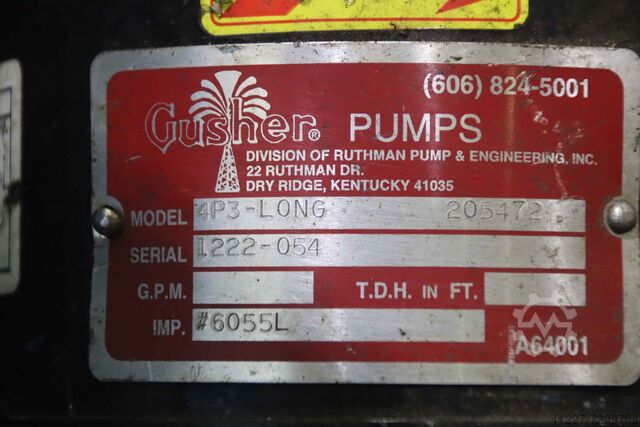 (606) 824-5001
Gusher® PUMPS
DIVISION OF RUTHMAN PUMP & ENGINEERING, INC.
22 RUTHMAN DR.
DRY RIDGE, KENTUCKY 41035
MODEL 4P3-LONG 205472
SERIAL 1222-054
G.P.M. T.D.H. IN FT.
IMP. #6055L
A64001